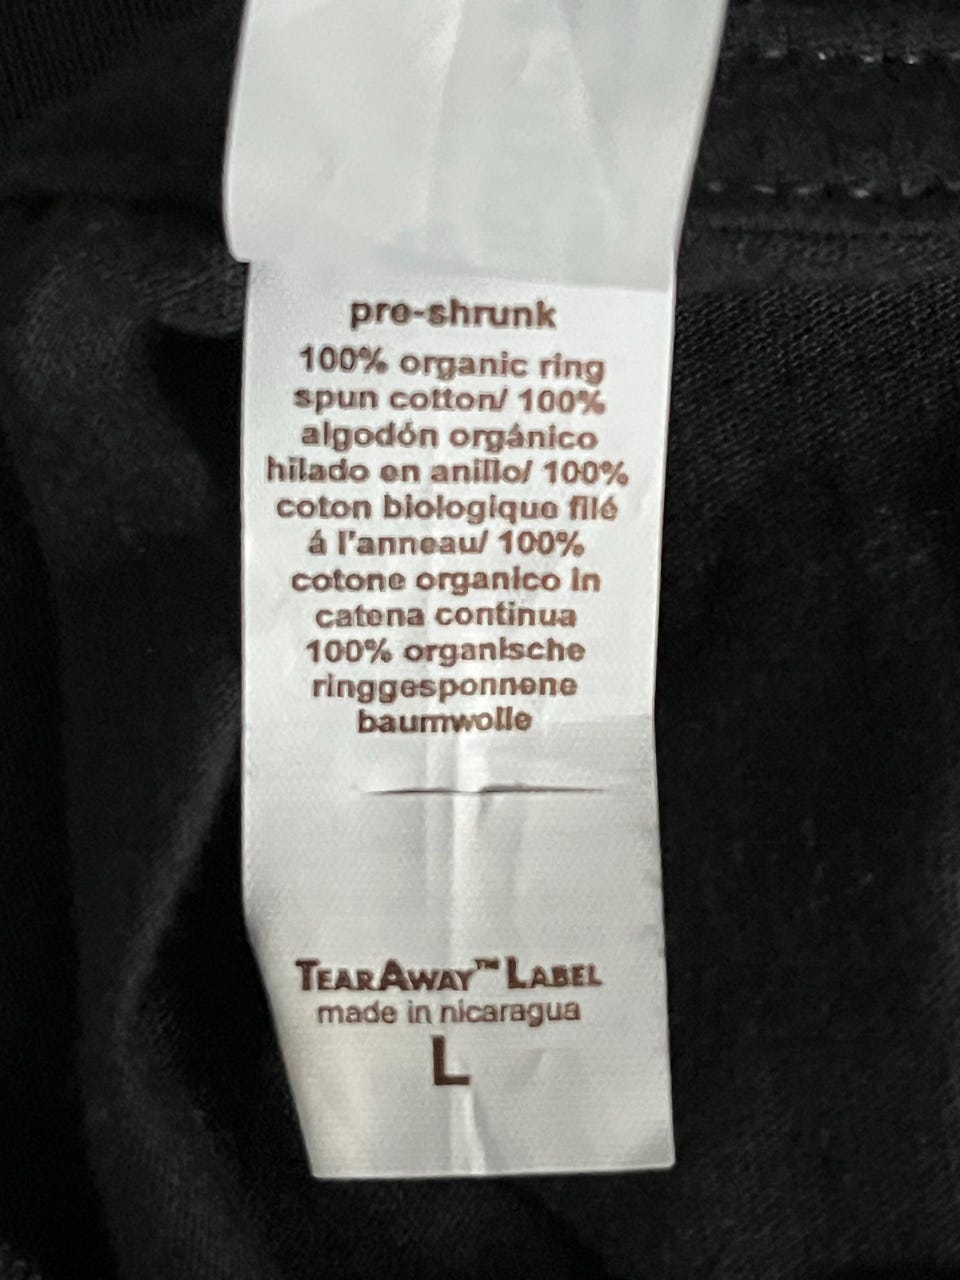 pre-shrunk
100% organic ring
spun cotton/ 100%
algodón orgánico
hilado en anillo/ 100%
coton biologique filé
á l'anneau/ 100%
cotone organico in
catena continua
100% organische
ringgesponnene
baumwolle
TEARAWAY™ LABEL
made in nicaragua
L